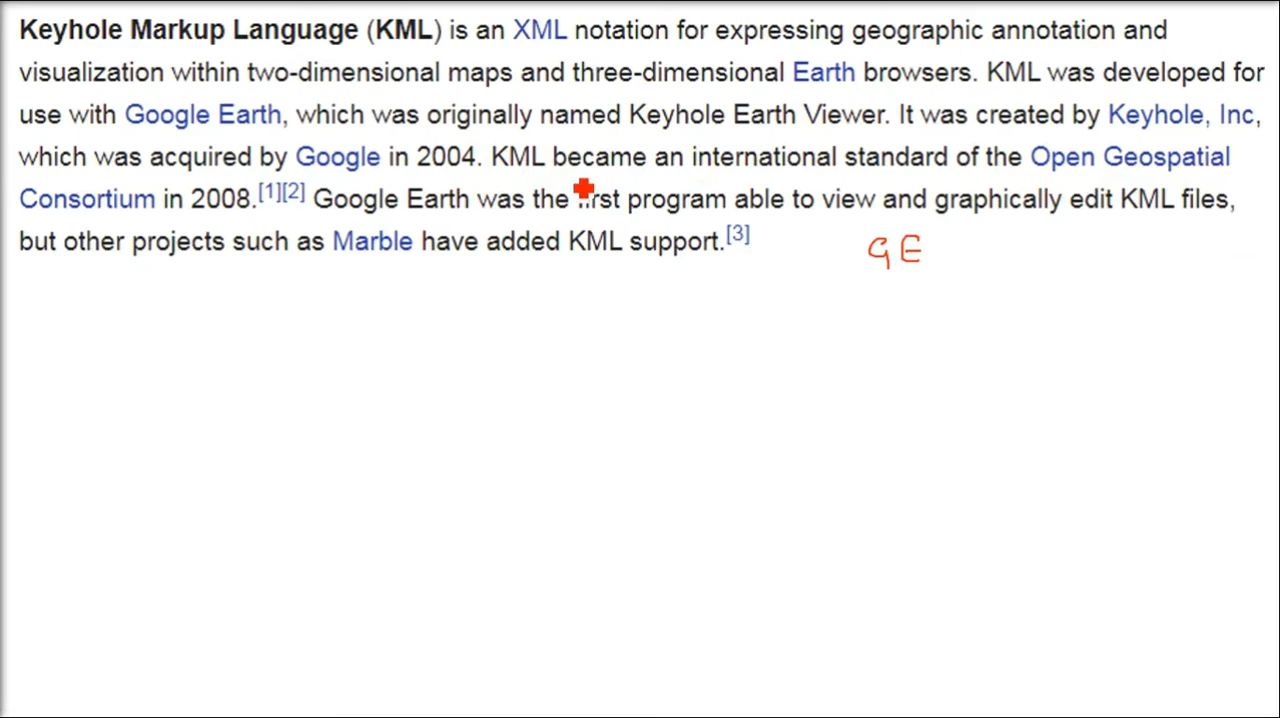 Keyhole Markup Language (KML) is an XML notation for expressing geographic annotation and
visualization within two-dimensional maps and three-dimensional Earth browsers. KML was developed for
use with Google Earth, which was originally named Keyhole Earth Viewer. It was created by Keyhole, Inc,
which was acquired by Google in 2004. KML became an international standard of the Open Geospatial
Consortium in 2008.[1][2] Google Earth was the first program able to view and graphically edit KML files,
but other projects such as Marble have added KML support.[3]
GE